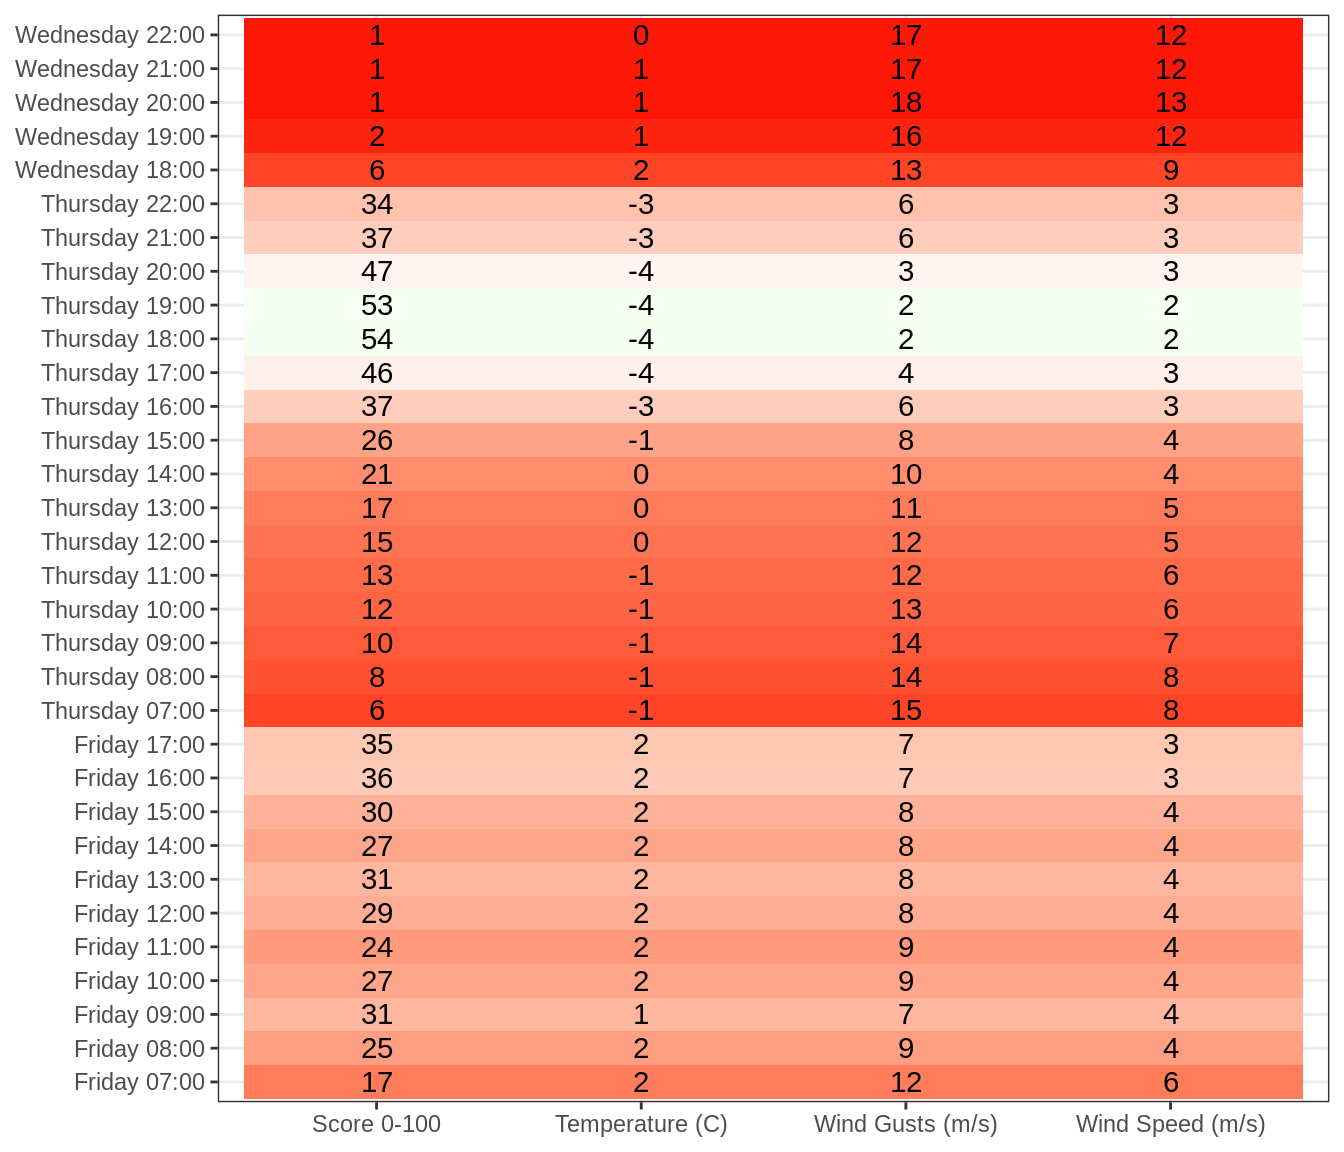 Wednesday 22:00 1 0 17 12
Wednesday 21:00 1 1 17 12
Wednesday 20:00 1 1 18 13
Wednesday 19:00 2 1 16 12
Wednesday 18:00 6 2 13 9
Thursday 22:00 34 -3 6 3
Thursday 21:00 37 -3 6 3
Thursday 20:00 47 -4 3 3
Thursday 19:00 53 -4 2 2
Thursday 18:00 54 -4 2 2
Thursday 17:00 46 -4 4 3
Thursday 16:00 37 -3 6 3
Thursday 15:00 26 -1 8 4
Thursday 14:00 21 0 10 4
Thursday 13:00 17 0 11 5
Thursday 12:00 15 0 12 5
Thursday 11:00 13 -1 12 6
Thursday 10:00 12 -1 13 6
Thursday 09:00 10 -1 14 7
Thursday 08:00 8 -1 14 8
Thursday 07:00 6 -1 15 8
Friday 17:00 35 2 7 3
Friday 16:00 36 2 7 3
Friday 15:00 30 2 8 4
Friday 14:00 27 2 8 4
Friday 13:00 31 2 8 4
Friday 12:00 29 2 8 4
Friday 11:00 24 2 9 4
Friday 10:00 27 2 9 4
Friday 09:00 31 1 7 4
Friday 08:00 25 2 9 4
Friday 07:00 17 2 12 6
Score 0-100 Temperature (C) Wind Gusts (m/s) Wind Speed (m/s)